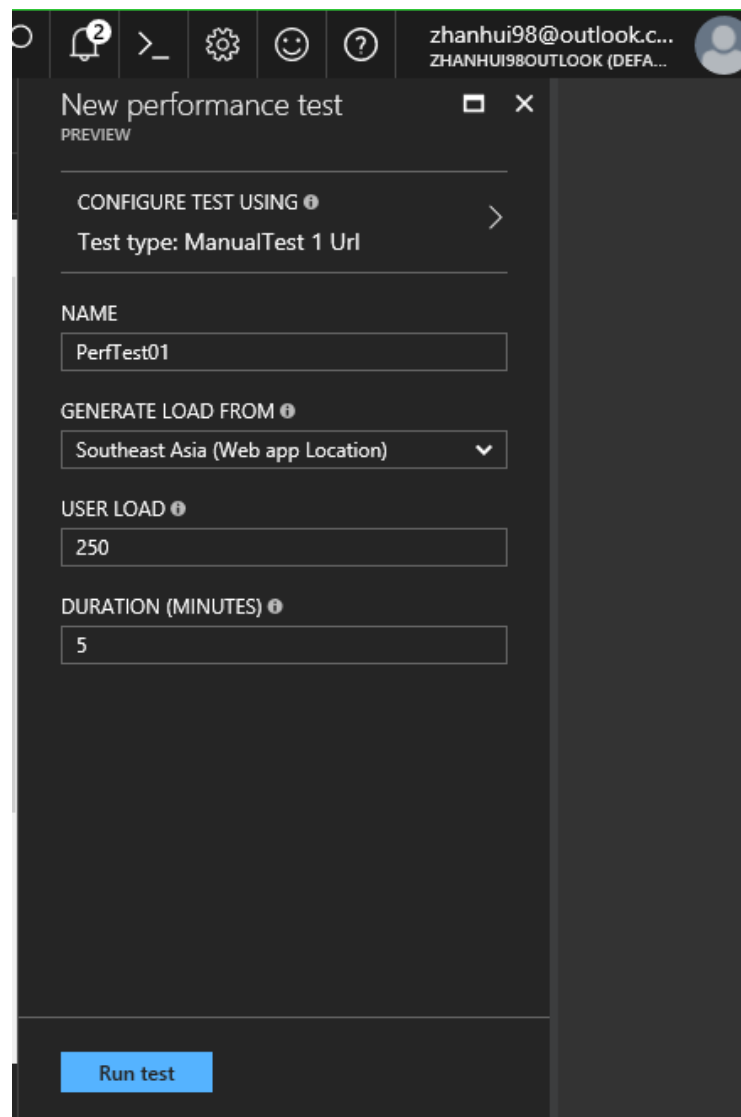 2
>_
zhanhui98@outlook.c...
ZHANHUI98OUTLOOK (DEFA...
New performance test
PREVIEW
CONFIGURE TEST USING
Test type: ManualTest 1 Url
NAME
PerfTest01
GENERATE LOAD FROM
Southeast Asia (Web app Location)
USER LOAD
250
DURATION (MINUTES)
5
Run test